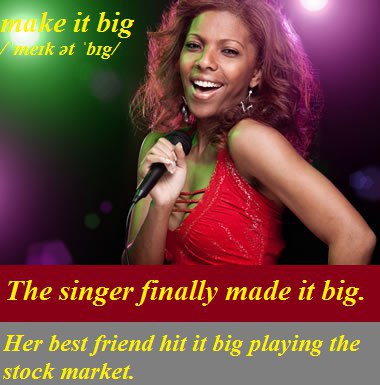 make it big
/ˈmeɪk ət ˈbɪg/
The singer finally made it big.
Her best friend hit it big playing the
stock market.